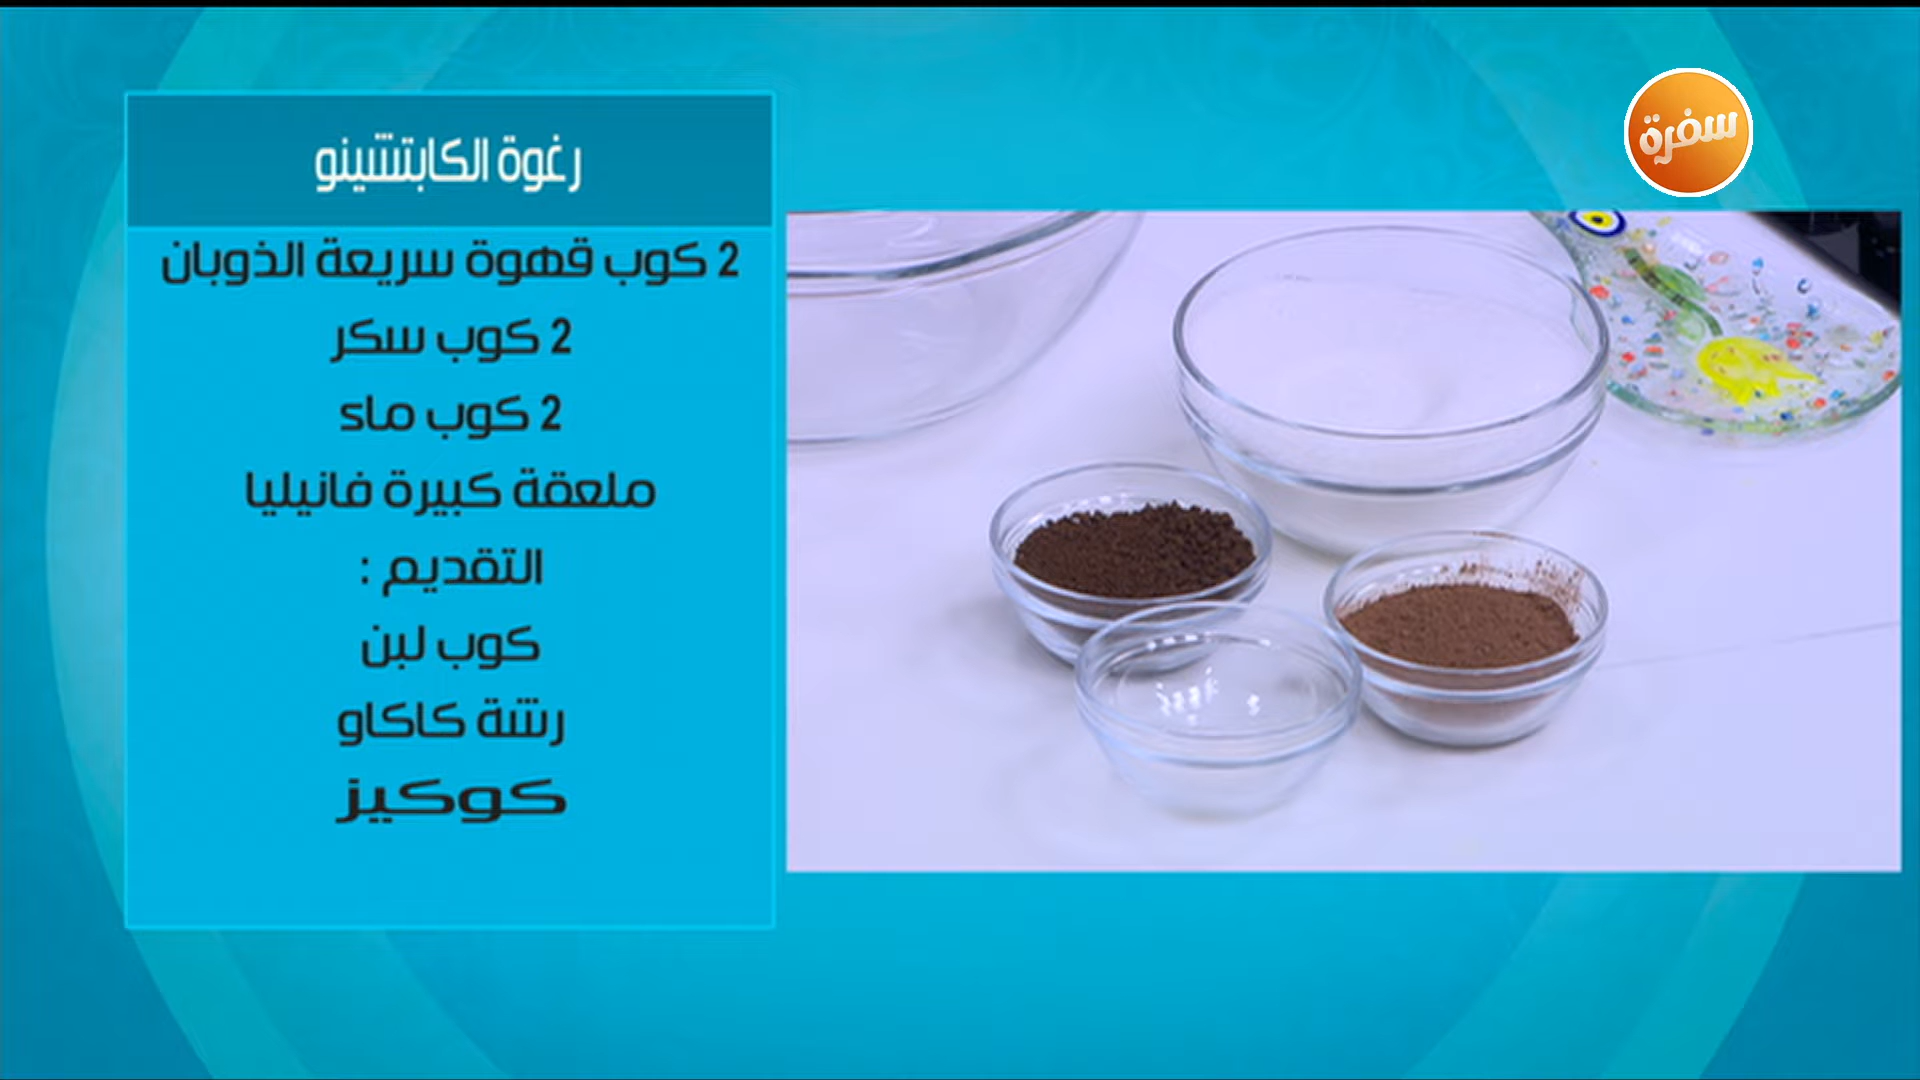 سفرة
رغوة الكابتشينو
2 كوب قهوة سريعة الذوبان
2 كوب سكر
2 كوب ماء
ملعقة كبيرة فانيليا
التقديم :
كوب لبن
رشة كاكاو
كوكيز